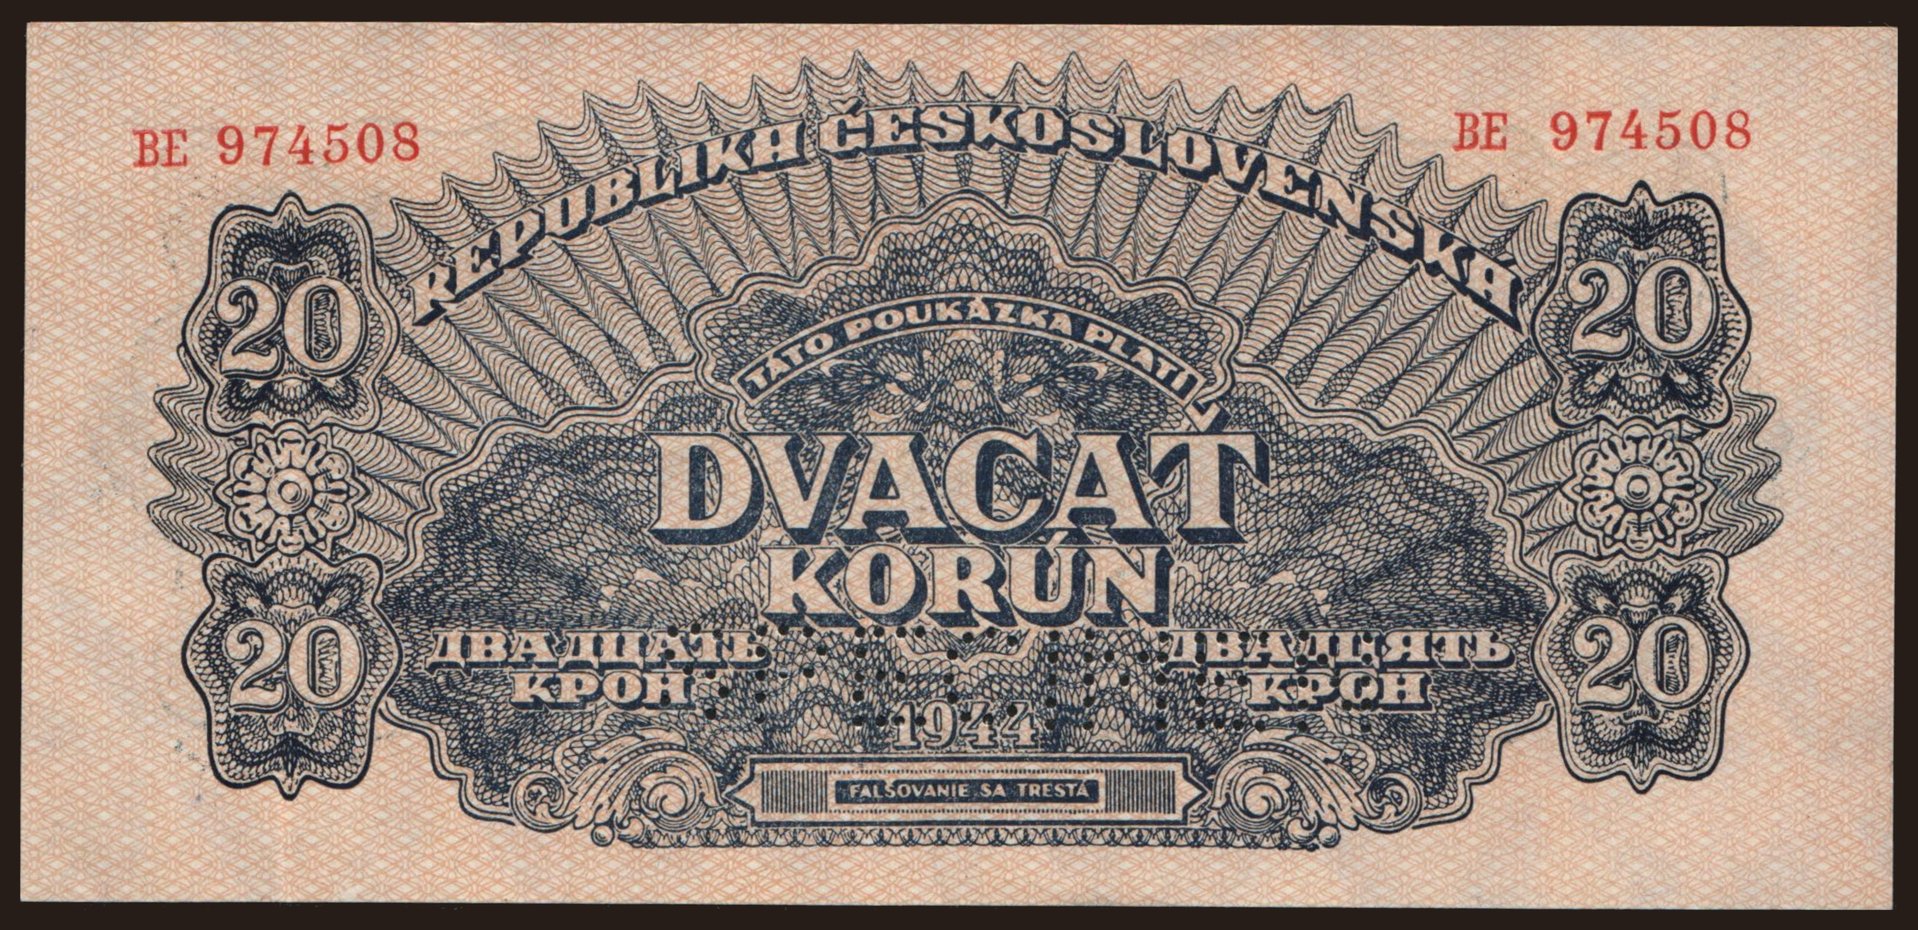 BE 974508
BE 974508
REPUBLIKA ČESKOSLOVENSKÁ
20
20
TÁTO POUKÁZKA PLATÍ
DVACAŤ
KORÚN
ДВАДЦАТЬ
КРОН
ДВАДЦЯТЬ
КРОН
20
20
1944
FALŠOVANIE SA TRESTÁ